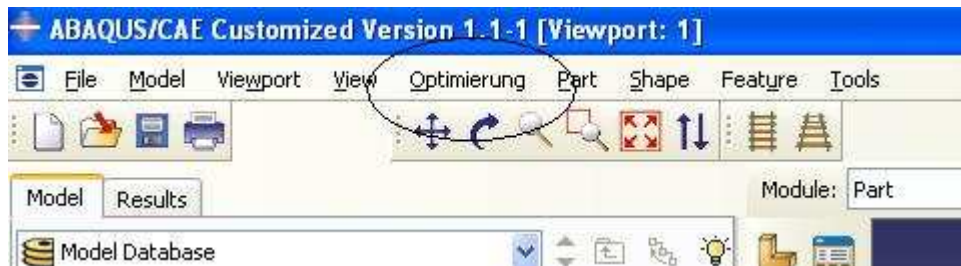 ABAQUS/CAE Customized Version 1.1-1 [Viewport: 1]
File Model Viewport View Optimierung Part Shape Feature Tools
Model Results Module: Part
Model Database